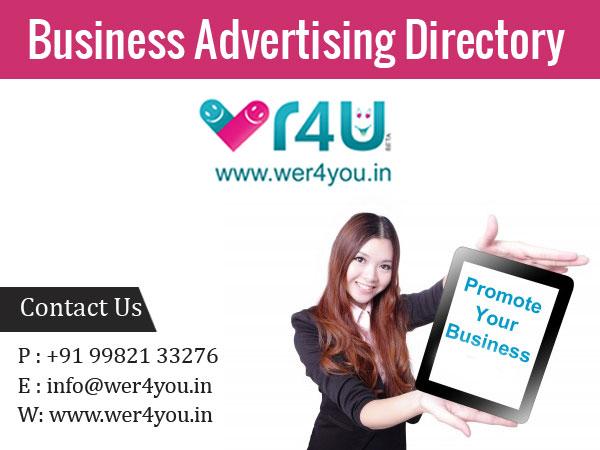 Business Advertising Directory
r4U
BETA
www.wer4you.in
Promote
Your
Business
Contact Us
P : +91 99821 33276
E : info@wer4you.in
W: www.wer4you.in